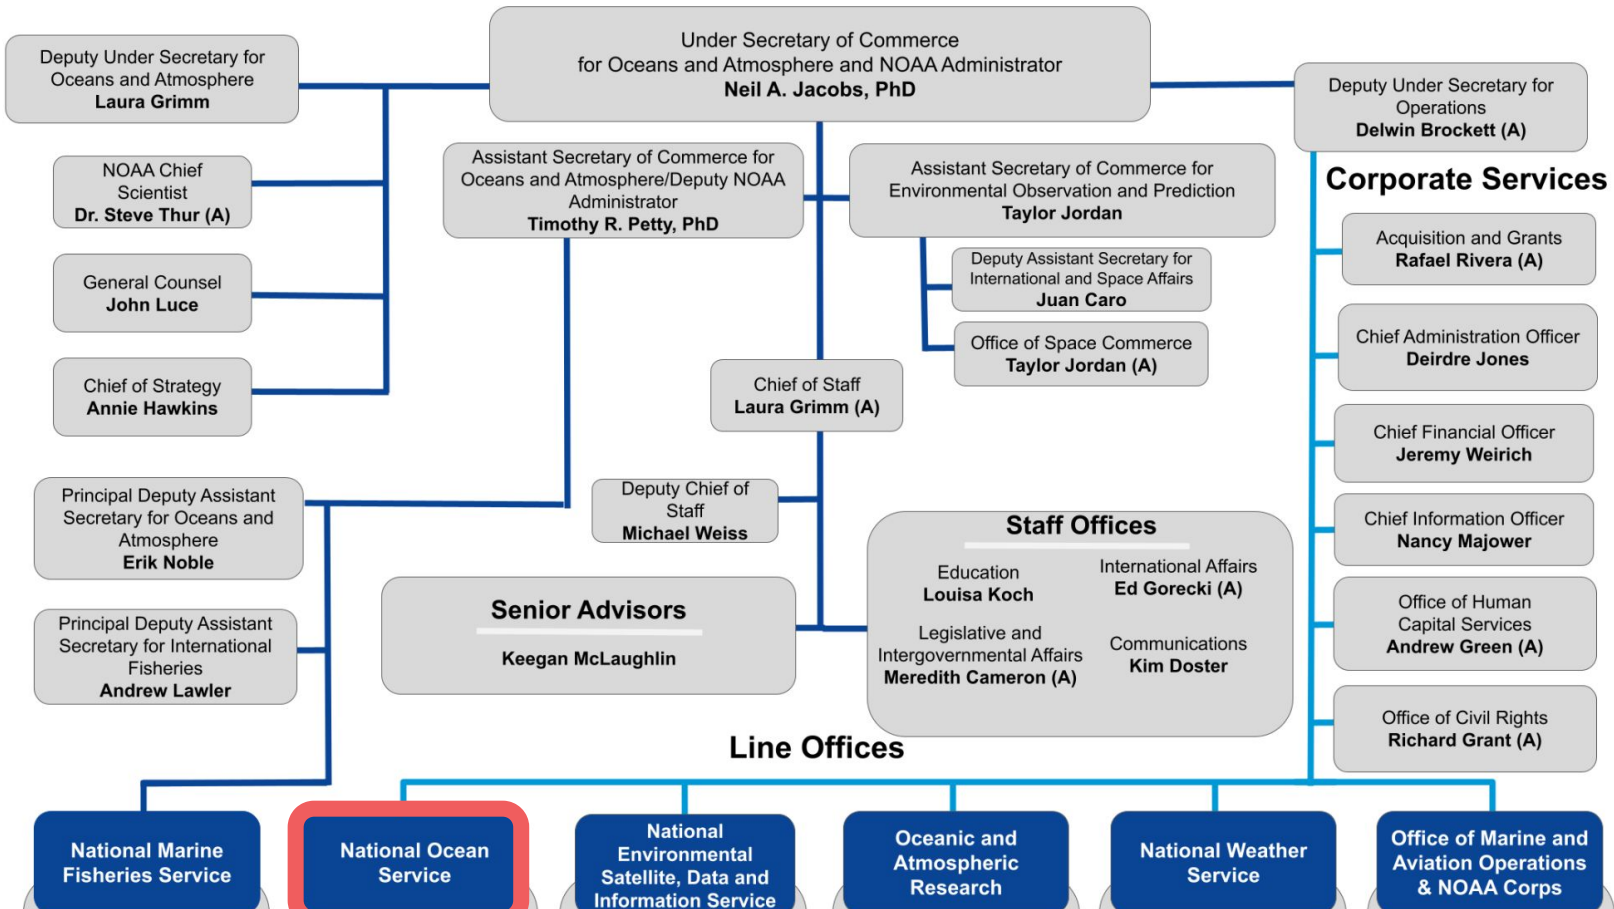 Under Secretary of Commerce
for Oceans and Atmosphere and NOAA Administrator
Neil A. Jacobs, PhD
Deputy Under Secretary for
Oceans and Atmosphere
Laura Grimm
Deputy Under Secretary for
Operations
Delwin Brockett (A)
NOAA Chief
Scientist
Dr. Steve Thur (A)
General Counsel
John Luce
Chief of Strategy
Annie Hawkins
Assistant Secretary of Commerce for
Oceans and Atmosphere/Deputy NOAA
Administrator
Timothy R. Petty, PhD
Assistant Secretary of Commerce for
Environmental Observation and Prediction
Taylor Jordan
Deputy Assistant Secretary for
International and Space Affairs
Juan Caro
Office of Space Commerce
Taylor Jordan (A)
Chief of Staff
Laura Grimm (A)
Deputy Chief of
Staff
Michael Weiss
Principal Deputy Assistant
Secretary for Oceans and
Atmosphere
Erik Noble
Principal Deputy Assistant
Secretary for International
Fisheries
Andrew Lawler
Senior Advisors
Keegan McLaughlin
Staff Offices
Education
Louisa Koch
International Affairs
Ed Gorecki (A)
Legislative and
Intergovernmental Affairs
Meredith Cameron (A)
Communications
Kim Doster
Corporate Services
Acquisition and Grants
Rafael Rivera (A)
Chief Administration Officer
Deirdre Jones
Chief Financial Officer
Jeremy Weirich
Chief Information Officer
Nancy Majower
Office of Human
Capital Services
Andrew Green (A)
Office of Civil Rights
Richard Grant (A)
Line Offices
National Marine
Fisheries Service
National Ocean
Service
National
Environmental
Satellite, Data and
Information Service
Oceanic and
Atmospheric
Research
National Weather
Service
Office of Marine and
Aviation Operations
& NOAA Corps